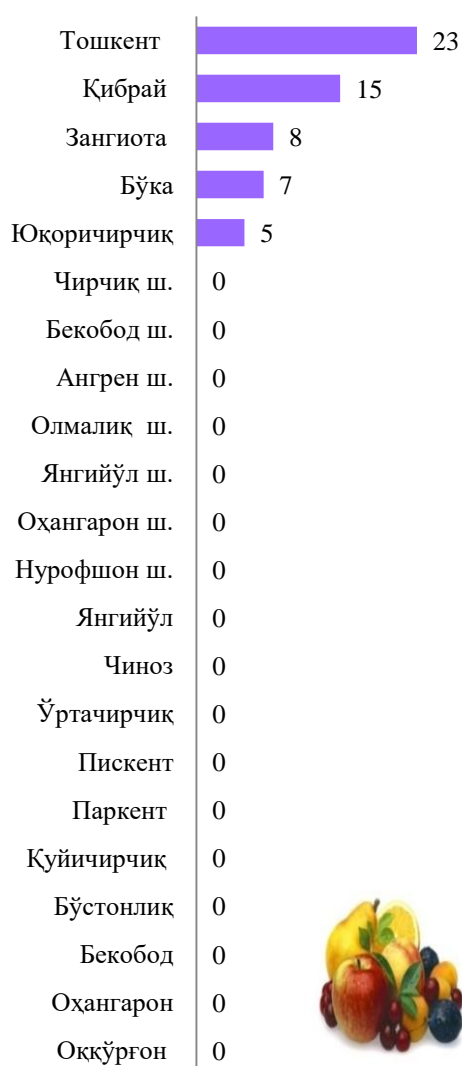 Тошкент 23
Қибрай 15
Зангиота 8
Бўка 7
Юқоричирчиқ 5
Чирчиқ ш. 0
Бекобод ш. 0
Ангрен ш. 0
Олмалиқ ш. 0
Янгийўл ш. 0
Оҳангарон ш. 0
Нурофшон ш. 0
Янгийўл 0
Чиноз 0
Ўртачирчиқ 0
Пискент 0
Паркент 0
Қуйичирчиқ 0
Бўстонлиқ 0
Бекобод 0
Оҳангарон 0
Оққўрғон 0